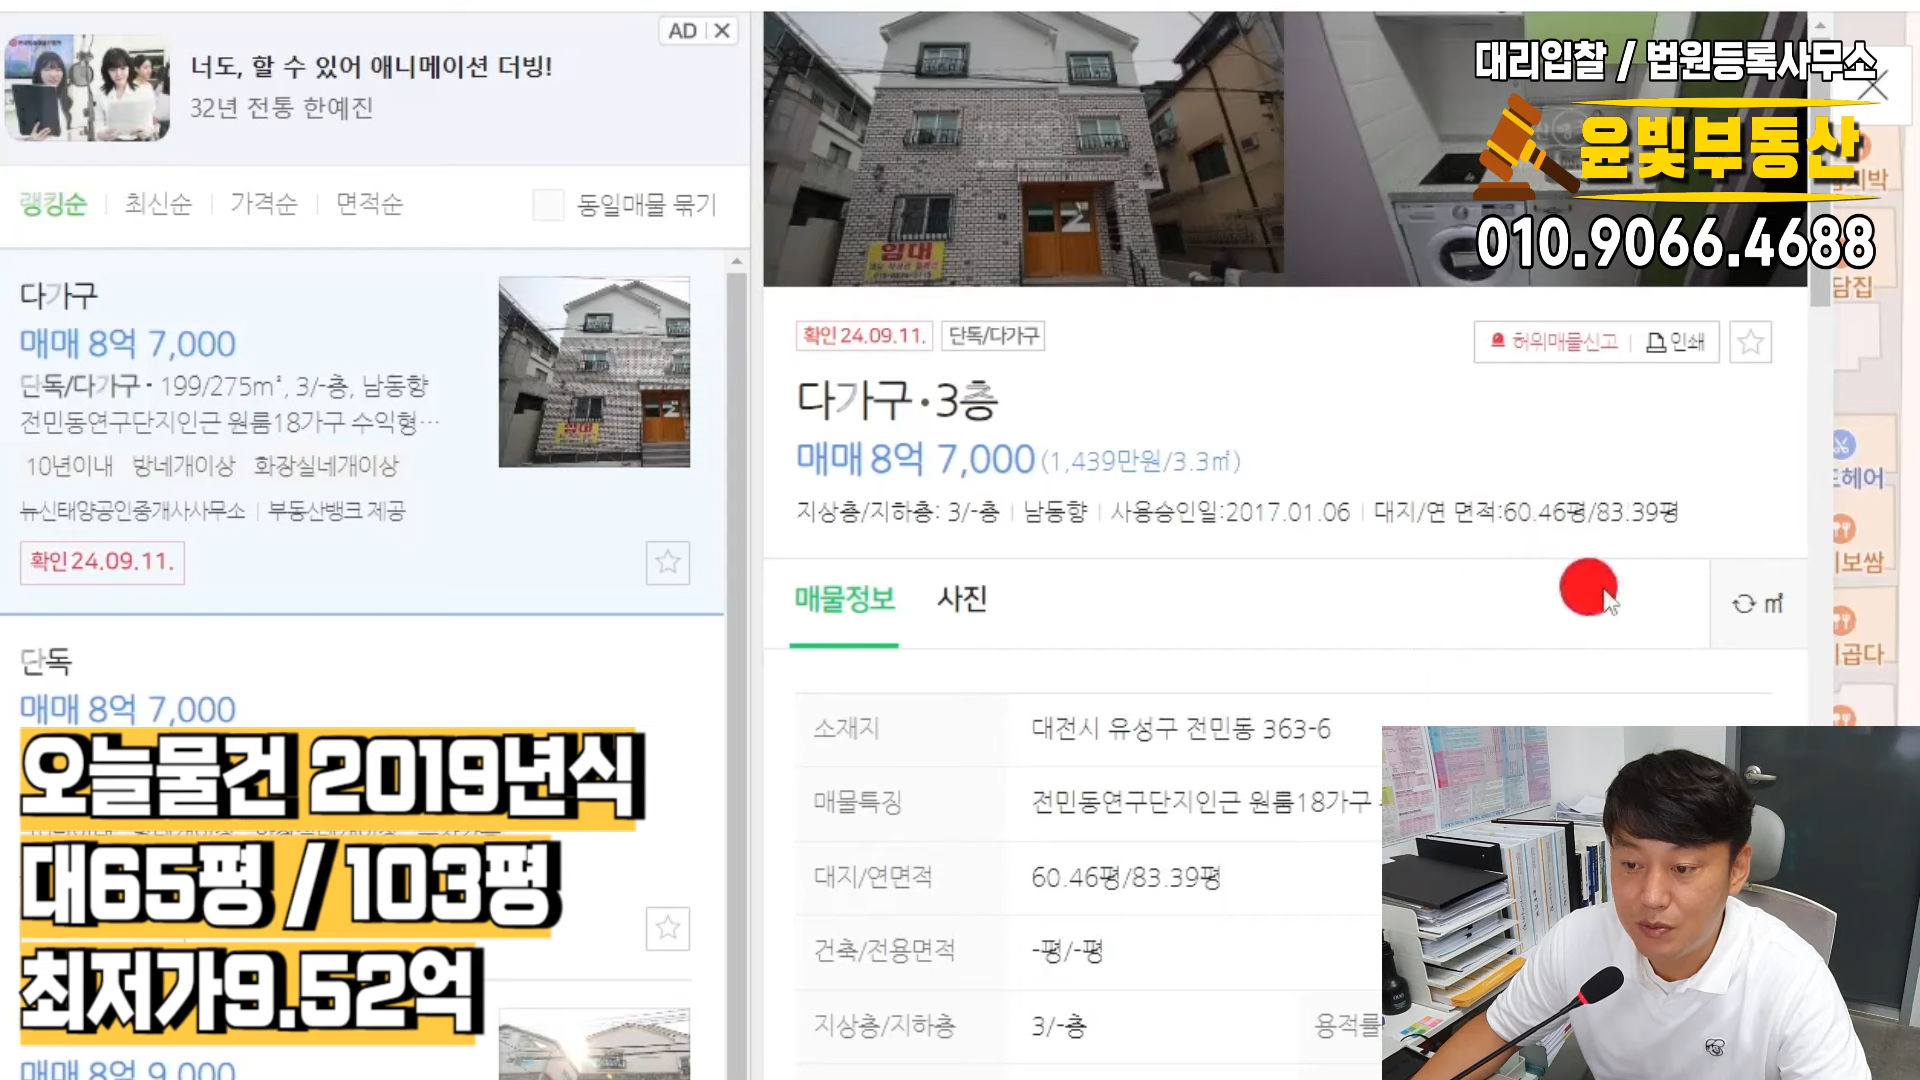 AD
너도, 할 수 있어 애니메이션 더빙!
32년 전통 한예진
랭킹순 최신순 가격순 면적순 동일매물 묶기
다가구
매매 8억 7,000
단독/다가구 · 199/275m², 3/-층, 남동향
전민동연구단지인근 원룸18가구 수익형…
10년이내 방네개이상 화장실네개이상
뉴신태양공인중개사사무소 부동산뱅크 제공
확인 24.09.11.
단독
매매 8억 7,000
오늘물건 2019년식
대65평 / 103평
최저가9.52억
매매 8억 9,000
임대
대리입찰 / 법원등록사무소
윤빛부동산
010.9066.4688
확인 24.09.11. 단독/다가구
허위매물신고 인쇄
다가구 · 3층
매매 8억 7,000 (1,439만원/3.3㎡)
지상층/지하층: 3/-층 남동향 사용승인일:2017.01.06 대지/연 면적:60.46평/83.39평
매물정보 사진
㎡
소재지 대전시 유성구 전민동 363-6
매물특징 전민동연구단지인근 원룸18가구
대지/연면적 60.46평/83.39평
건축/전용면적 -평/-평
지상층/지하층 3/-층 용적률
담집
헤어
보쌈
곱다